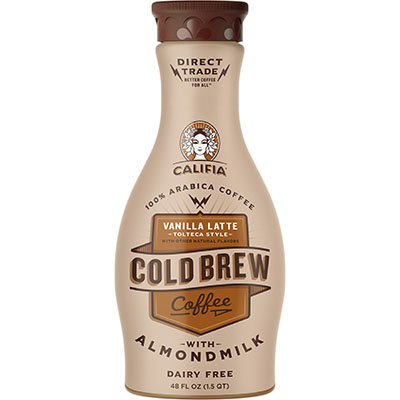 DIRECT
TRADE
BETTER COFFEE
FOR ALL™
CALIFIA
100% ARABICA COFFEE
VANILLA LATTE
TOLTECA STYLE
WITH OTHER NATURAL FLAVORS
COLD BREW
Coffee
WITH
ALMONDMILK
DAIRY FREE
48 FL OZ (1.5 QT)